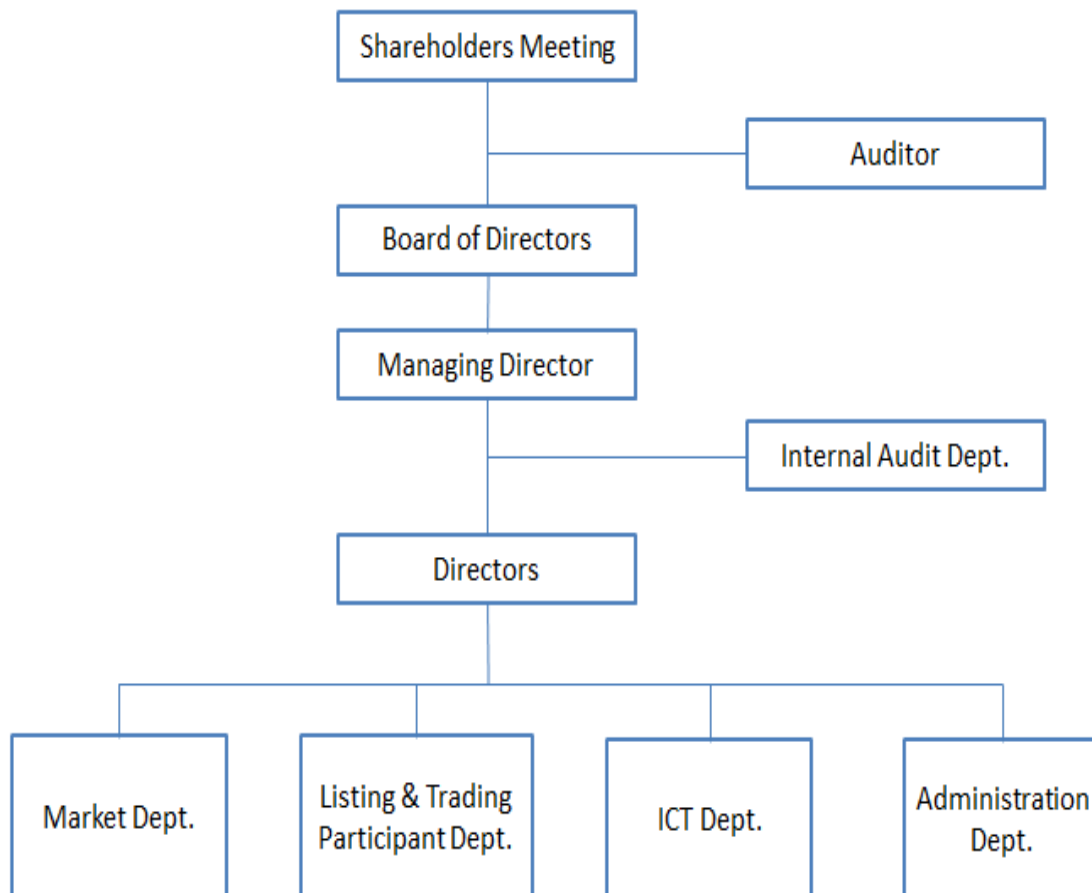 Shareholders Meeting
Auditor
Board of Directors
Managing Director
Internal Audit Dept.
Directors
Market Dept.
Listing & Trading
Participant Dept.
ICT Dept.
Administration
Dept.